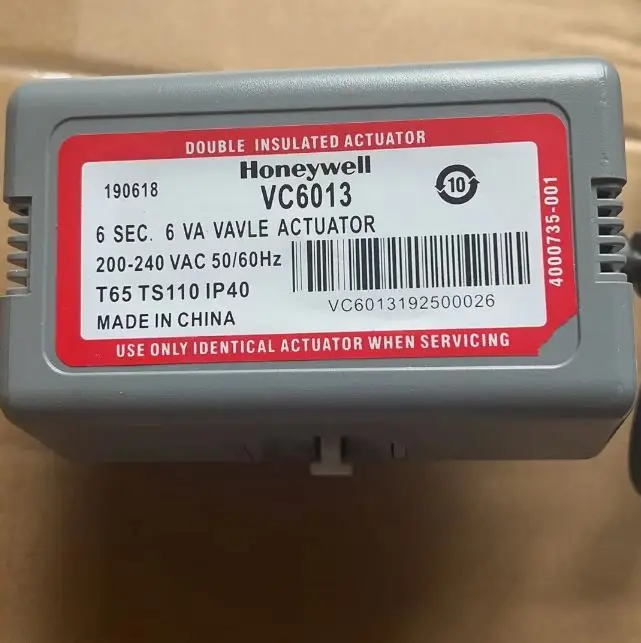 DOUBLE INSULATED ACTUATOR
Honeywell
190618
VC6013
10
6 SEC. 6 VA VAVLE ACTUATOR
200-240 VAC 50/60Hz
T65 TS110 IP40
VC6013192500026
MADE IN CHINA
4000735-001
USE ONLY IDENTICAL ACTUATOR WHEN SERVICING